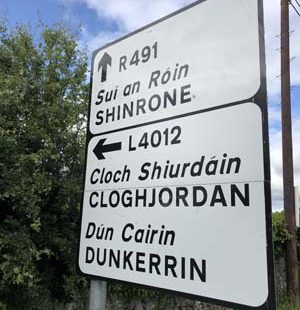 R491
Suí an Róin
SHINRONE
L4012
Cloch Shiurdáin
CLOGHJORDAN
Dún Cairin
DUNKERRIN